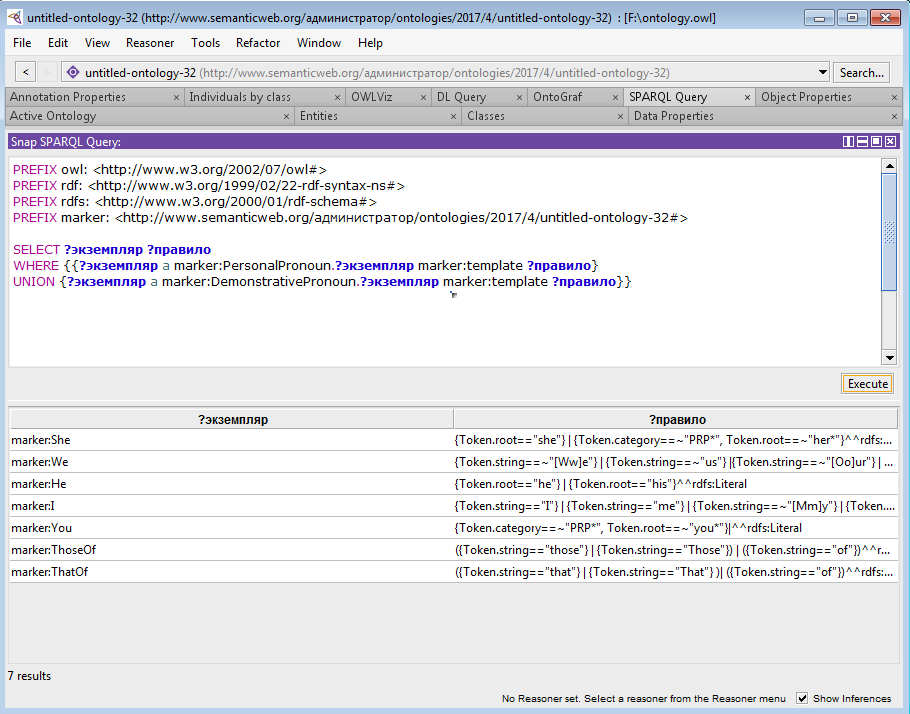 untitled-ontology-32 (http://www.semanticweb.org/администратор/ontologies/2017/4/untitled-ontology-32) : [F:\ontology.owl]
File Edit View Reasoner Tools Refactor Window Help
< > untitled-ontology-32 (http://www.semanticweb.org/администратор/ontologies/2017/4/untitled-ontology-32) Search...
Annotation Properties × Individuals by class × OWLViz × DL Query × OntoGraf × SPARQL Query × Object Properties ×
Active Ontology × Entities × Classes × Data Properties ×
Snap SPARQL Query:
PREFIX owl: <http://www.w3.org/2002/07/owl#>
PREFIX rdf: <http://www.w3.org/1999/02/22-rdf-syntax-ns#>
PREFIX rdfs: <http://www.w3.org/2000/01/rdf-schema#>
PREFIX marker: <http://www.semanticweb.org/администратор/ontologies/2017/4/untitled-ontology-32#>
SELECT ?экземпляр ?правило
WHERE {{?экземпляр a marker:PersonalPronoun.?экземпляр marker:template ?правило}
UNION {?экземпляр a marker:DemonstrativePronoun.?экземпляр marker:template ?правило}}
Execute
?экземпляр ?правило
marker:She {Token.root=="she"}|{Token.category==~"PRP*", Token.root==~"her*"}^^rdfs:...
marker:We {Token.string==~"[Ww]e"}|{Token.string==~"us"}|{Token.string==~"[Oo]ur"}| ...
marker:He {Token.root=="he"}|{Token.root=="his"}^^rdfs:Literal
marker:I {Token.string=="I"}|{Token.string=="me"}|{Token.string==~"[Mm]y"}|{Token....
marker:You {Token.category==~"PRP*", Token.root==~"you*"}|^^rdfs:Literal
marker:ThoseOf ({Token.string=="those"}|{Token.string=="Those"})|({Token.string=="of"})^^r...
marker:ThatOf ({Token.string=="that"}|{Token.string=="That"} )| ({Token.string=="of"})^^rdfs:...
7 results
No Reasoner set. Select a reasoner from the Reasoner menu Show Inferences